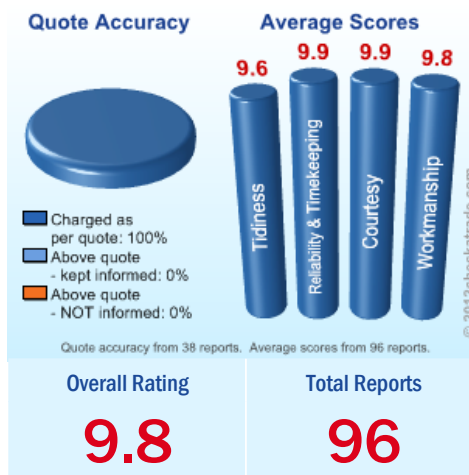 Quote Accuracy
Average Scores
9.6
9.9
9.9
9.8
Tidiness
Reliability & Timekeeping
Courtesy
Workmanship
Charged as
per quote: 100%
Above quote
- kept informed: 0%
Above quote
- NOT informed: 0%
© 2013checkatrade.com
Quote accuracy from 38 reports. Average scores from 96 reports.
Overall Rating
Total Reports
9.8
96